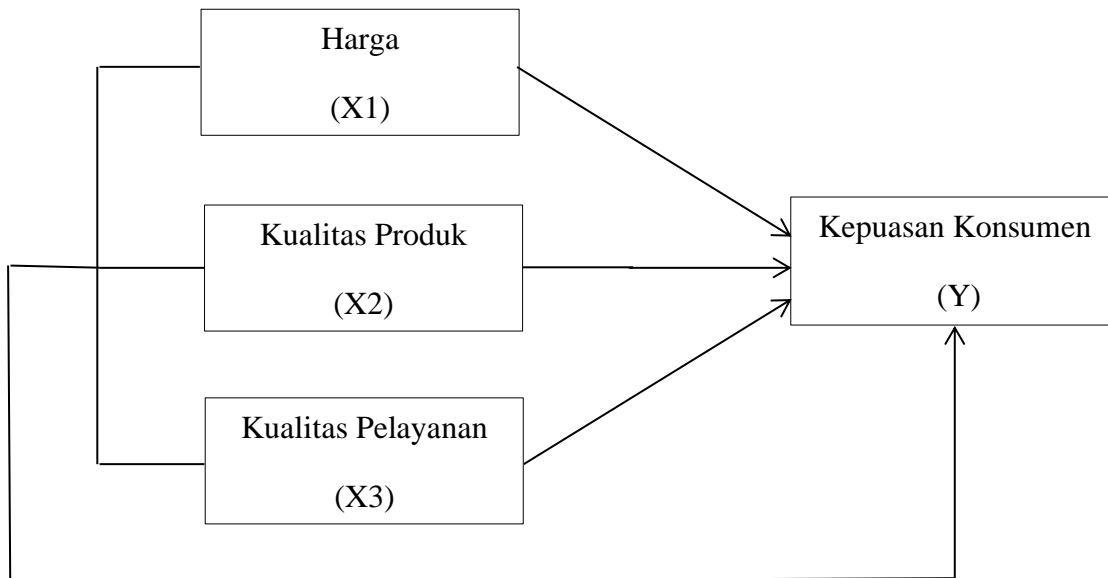 Harga
(X1)
Kualitas Produk
(X2)
Kualitas Pelayanan
(X3)
Kepuasan Konsumen
(Y)